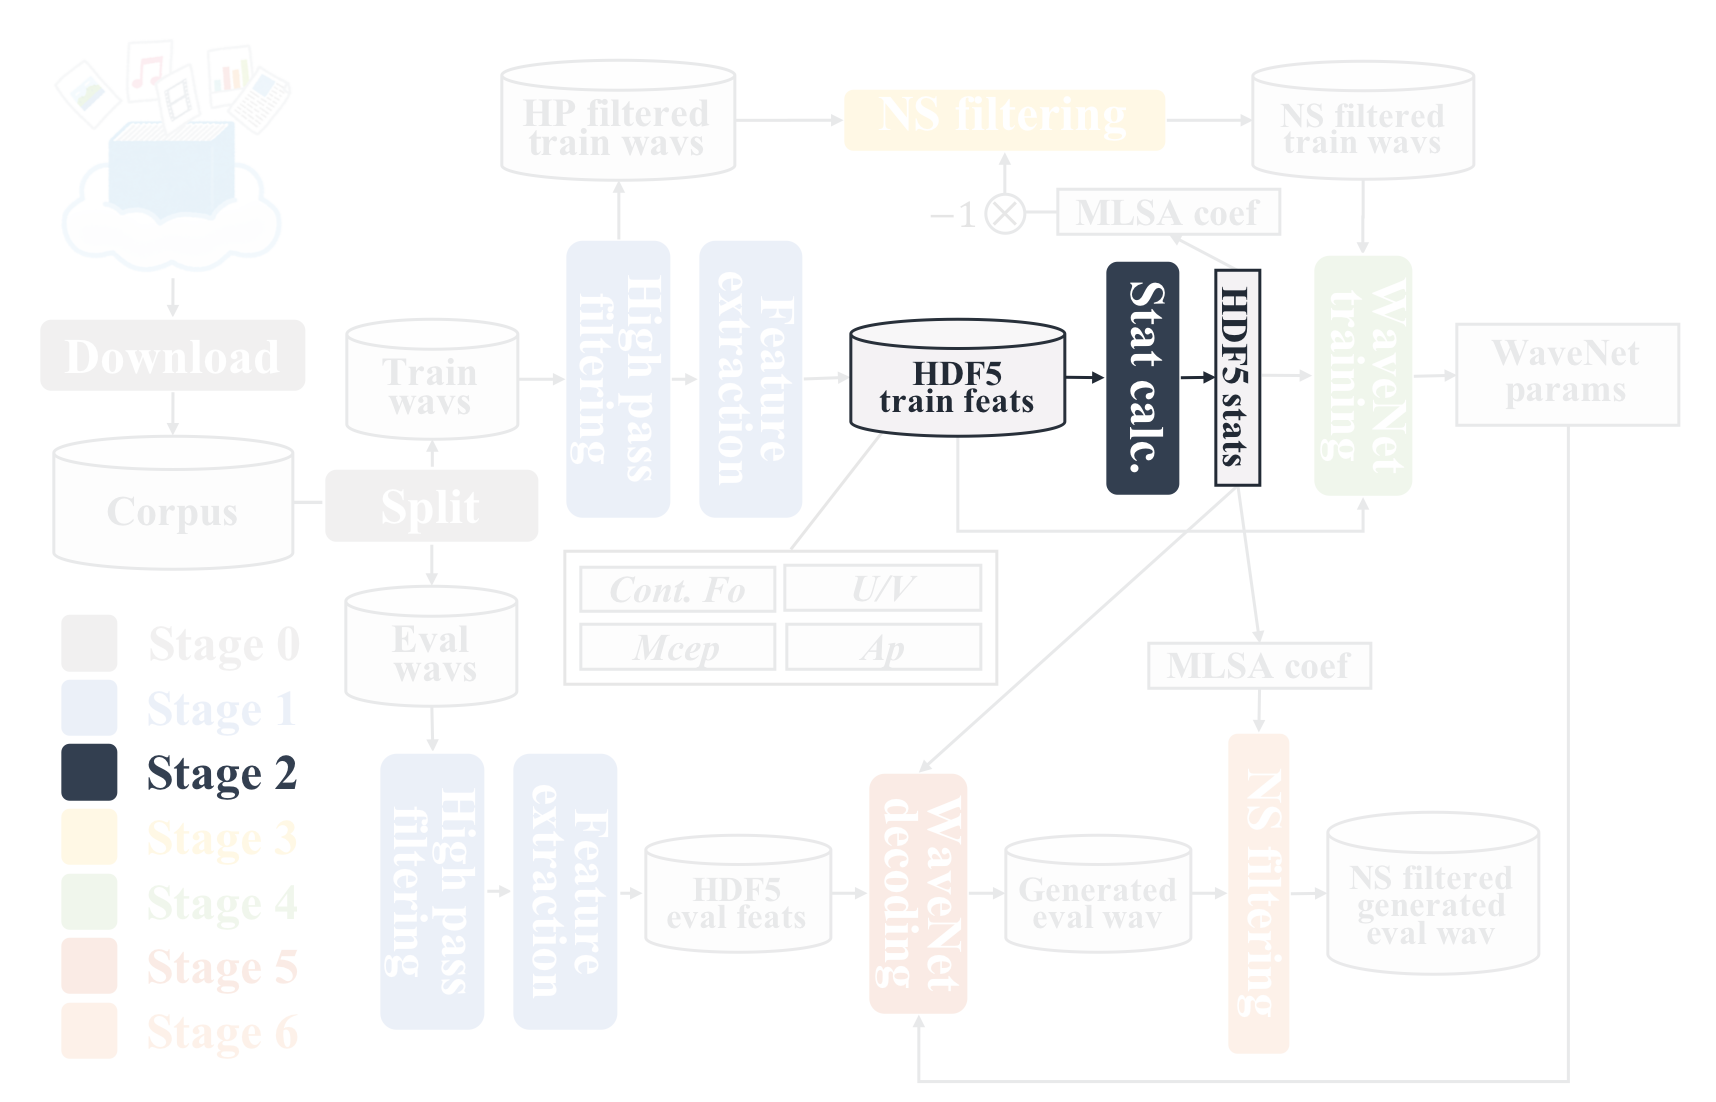 HP filtered
train wavs
NS filtering
NS filtered
train wavs
−1
MLSA coef
Download
Corpus
Train
wavs
Split
Eval
wavs
High pass
filtering
Feature
extraction
HDF5
train feats
Stat calc.
HDF5 stats
WaveNet
training
WaveNet
params
Cont. Fo
U/V
Mcep
Ap
MLSA coef
Stage 0
Stage 1
Stage 2
Stage 3
Stage 4
Stage 5
Stage 6
High pass
filtering
Feature
extraction
HDF5
eval feats
WaveNet
decoding
Generated
eval wav
NS filtering
NS filtered
generated
eval wav